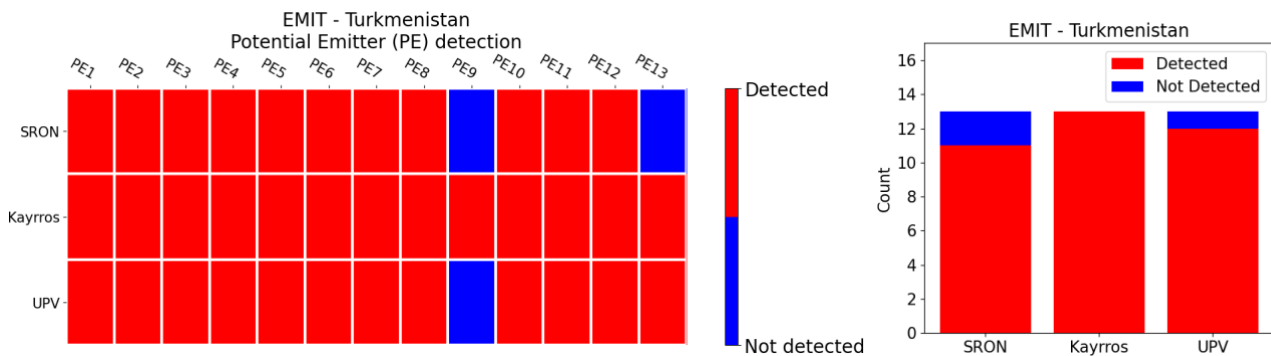 EMIT - Turkmenistan
Potential Emitter (PE) detection
PE1 PE2 PE3 PE4 PE5 PE6 PE7 PE8 PE9 PE10 PE11 PE12 PE13
SRON
Kayrros
UPV
Detected
Not detected
EMIT - Turkmenistan
Detected
Not Detected
Count
16
14
12
10
8
6
4
2
0
SRON Kayrros UPV